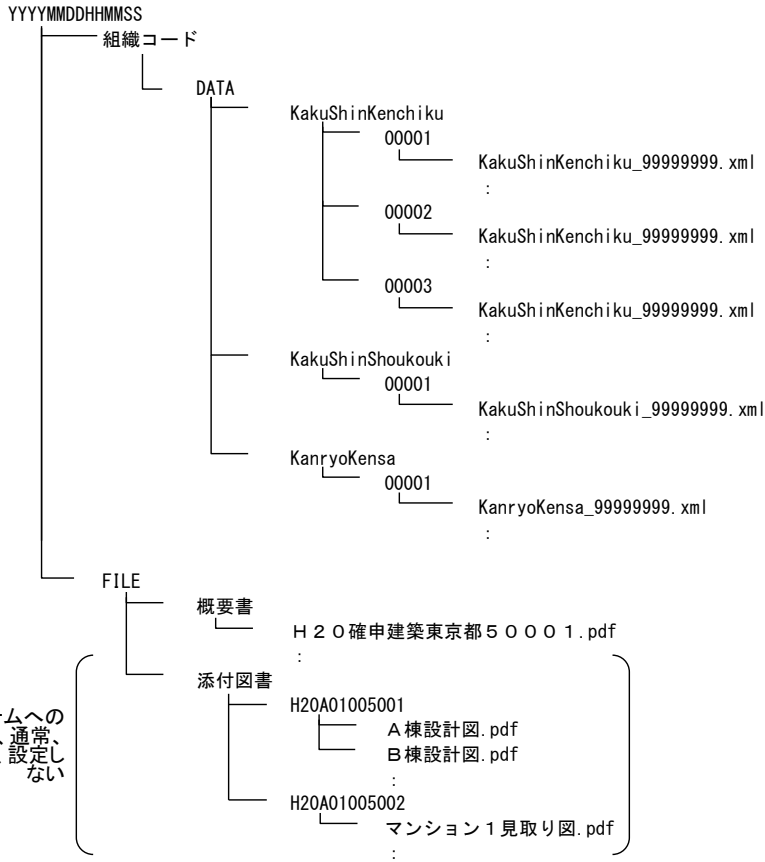 YYYYMMDDHHMMSS
組織コード
DATA
KakuShinKenchiku
00001
KakuShinKenchiku_99999999.xml
:
00002
KakuShinKenchiku_99999999.xml
:
00003
KakuShinKenchiku_99999999.xml
:
KakuShinShoukouki
00001
KakuShinShoukouki_99999999.xml
:
KanryoKensa
00001
KanryoKensa_99999999.xml
:
FILE
概要書
Ｈ２０確申建築東京都５０００１.pdf
:
添付図書
H20A01005001
Ａ棟設計図.pdf
Ｂ棟設計図.pdf
:
H20A01005002
マンション１見取り図.pdf
:
ムへの
、通常、
設定し
ない